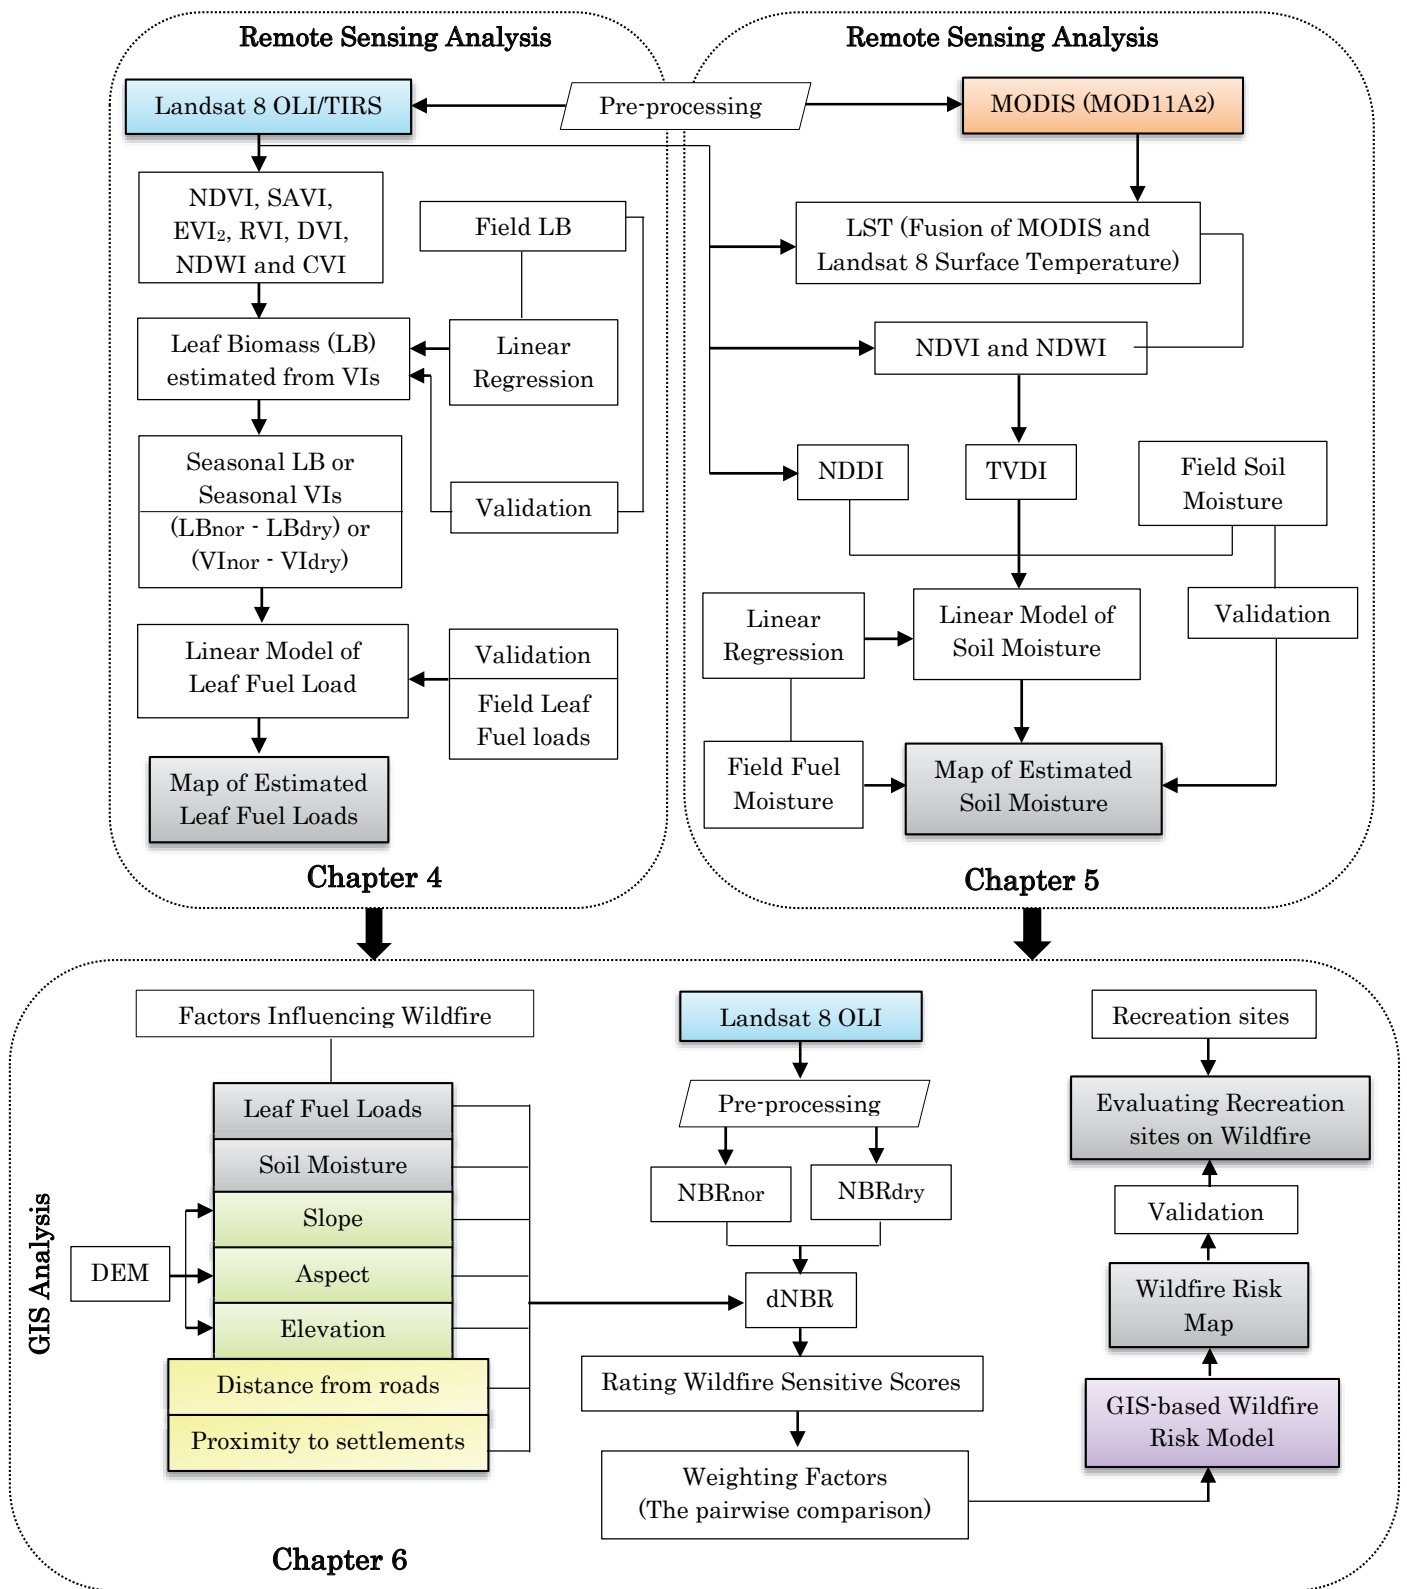 Remote Sensing Analysis
Landsat 8 OLI/TIRS
NDVI, SAVI,
EVI₂, RVI, DVI,
NDWI and CVI
Field LB
Leaf Biomass (LB)
estimated from VIs
Linear
Regression
Seasonal LB or
Seasonal VIs
(LBnor - LBdry) or
(VInor - VIdry)
Validation
Linear Model of
Leaf Fuel Load
Validation
Field Leaf
Fuel loads
Map of Estimated
Leaf Fuel Loads
Chapter 4
Pre-processing
Remote Sensing Analysis
MODIS (MOD11A2)
LST (Fusion of MODIS and
Landsat 8 Surface Temperature)
NDVI and NDWI
NDDI
TVDI
Field Soil
Moisture
Linear
Regression
Linear Model of
Soil Moisture
Validation
Field Fuel
Moisture
Map of Estimated
Soil Moisture
Chapter 5
GIS Analysis
Factors Influencing Wildfire
Leaf Fuel Loads
Soil Moisture
Slope
DEM
Aspect
Elevation
Distance from roads
Proximity to settlements
Landsat 8 OLI
Pre-processing
NBRnor
NBRdry
dNBR
Rating Wildfire Sensitive Scores
Weighting Factors
(The pairwise comparison)
Recreation sites
Evaluating Recreation
sites on Wildfire
Validation
Wildfire Risk
Map
GIS-based Wildfire
Risk Model
Chapter 6